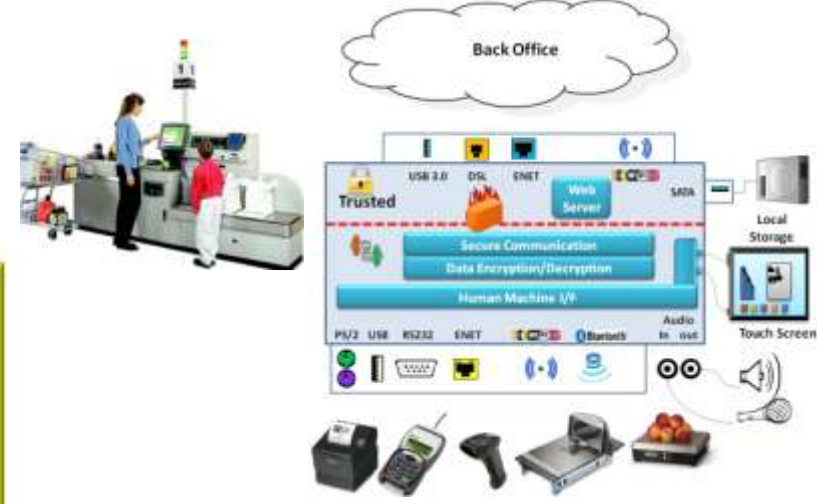 Back Office
USB 3.0 DSL ENET
SATA
Trusted
Web
Server
Local
Storage
Secure Communication
Data Encryption/Decryption
Human Machine I/F
Audio
PS/2 USB RS232 ENET Bluetooth In out
Touch Screen